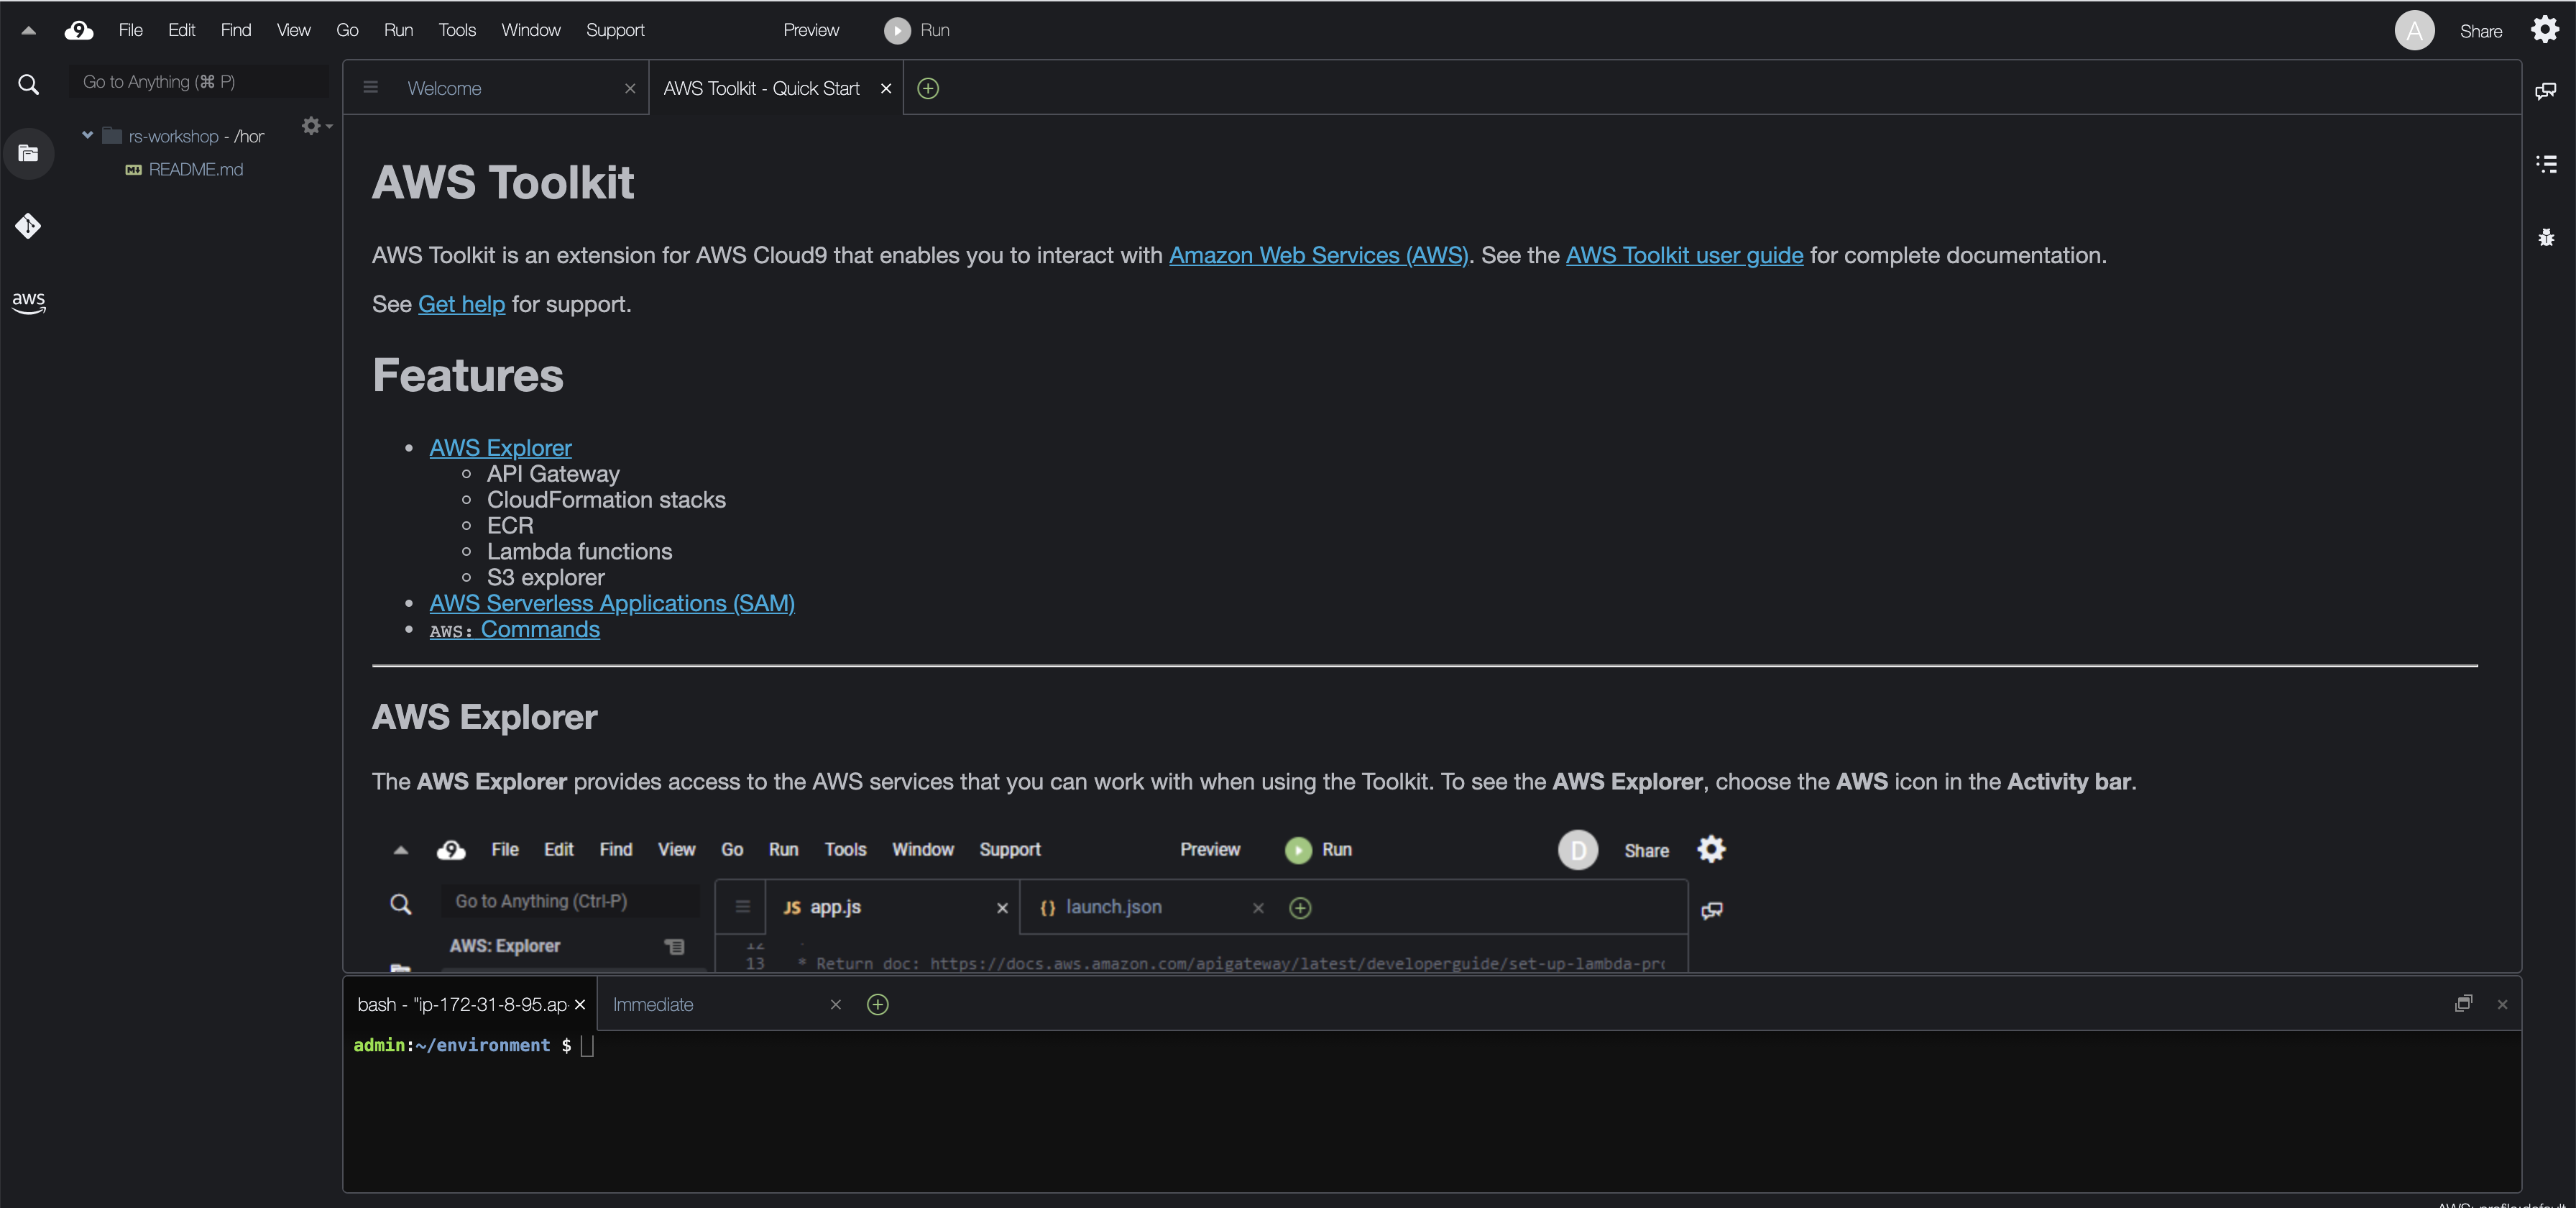 File Edit Find View Go Run Tools Window Support Preview Run A Share
Go to Anything (⌘ P)
Welcome
AWS Toolkit - Quick Start
rs-workshop - /hor
README.md
aws
AWS Toolkit
AWS Toolkit is an extension for AWS Cloud9 that enables you to interact with Amazon Web Services (AWS). See the AWS Toolkit user guide for complete documentation.
See Get help for support.
Features
AWS Explorer
API Gateway
CloudFormation stacks
ECR
Lambda functions
S3 explorer
AWS Serverless Applications (SAM)
AWS: Commands
AWS Explorer
The AWS Explorer provides access to the AWS services that you can work with when using the Toolkit. To see the AWS Explorer, choose the AWS icon in the Activity bar.
File Edit Find View Go Run Tools Window Support Preview Run D Share
Go to Anything (Ctrl-P)
JS app.js
{} launch.json
AWS: Explorer
12
13 * Return doc: https://docs.aws.amazon.com/apigateway/latest/developerguide/set-up-lambda-pro
bash - "ip-172-31-8-95.ap-
Immediate
admin:~/environment $
AWS: profile:default